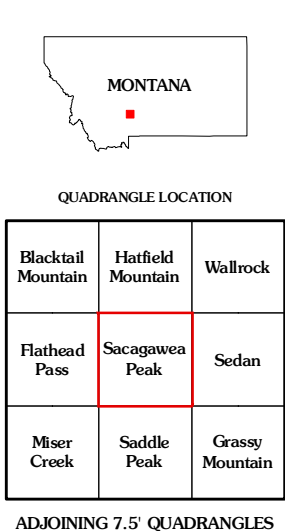 MONTANA
QUADRANGLE LOCATION
Blacktail
Mountain
Hatfield
Mountain
Wallrock
Flathead
Pass
Sacagawea
Peak
Sedan
Miser
Creek
Saddle
Peak
Grassy
Mountain
ADJOINING 7.5' QUADRANGLES